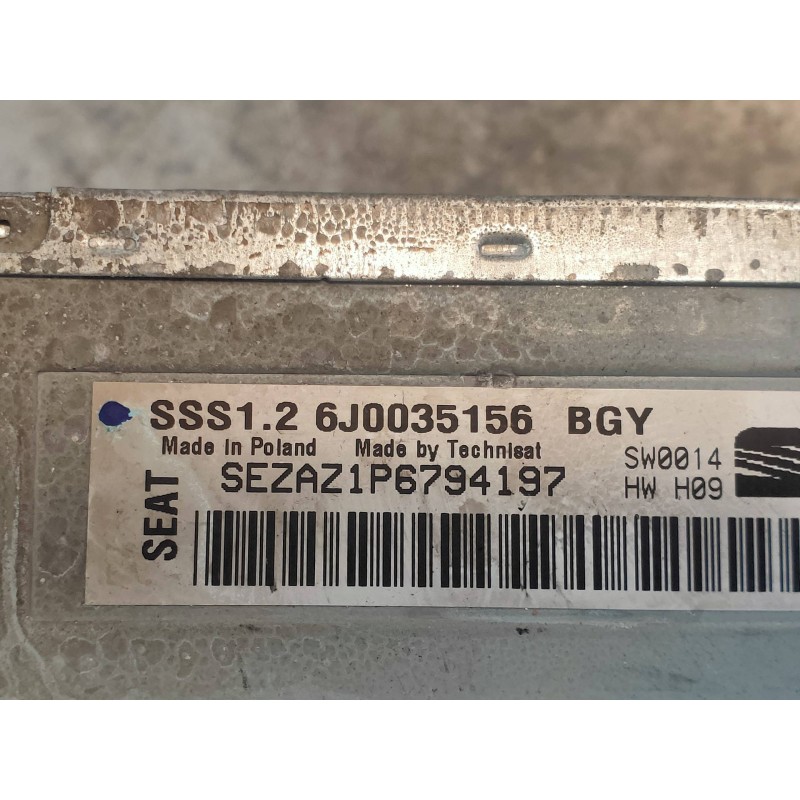 SSS1.2 6J0035156 BGY
Made in Poland Made by Technisat
SEZAZ1P6794197
SW0014
HW H09
SEAT